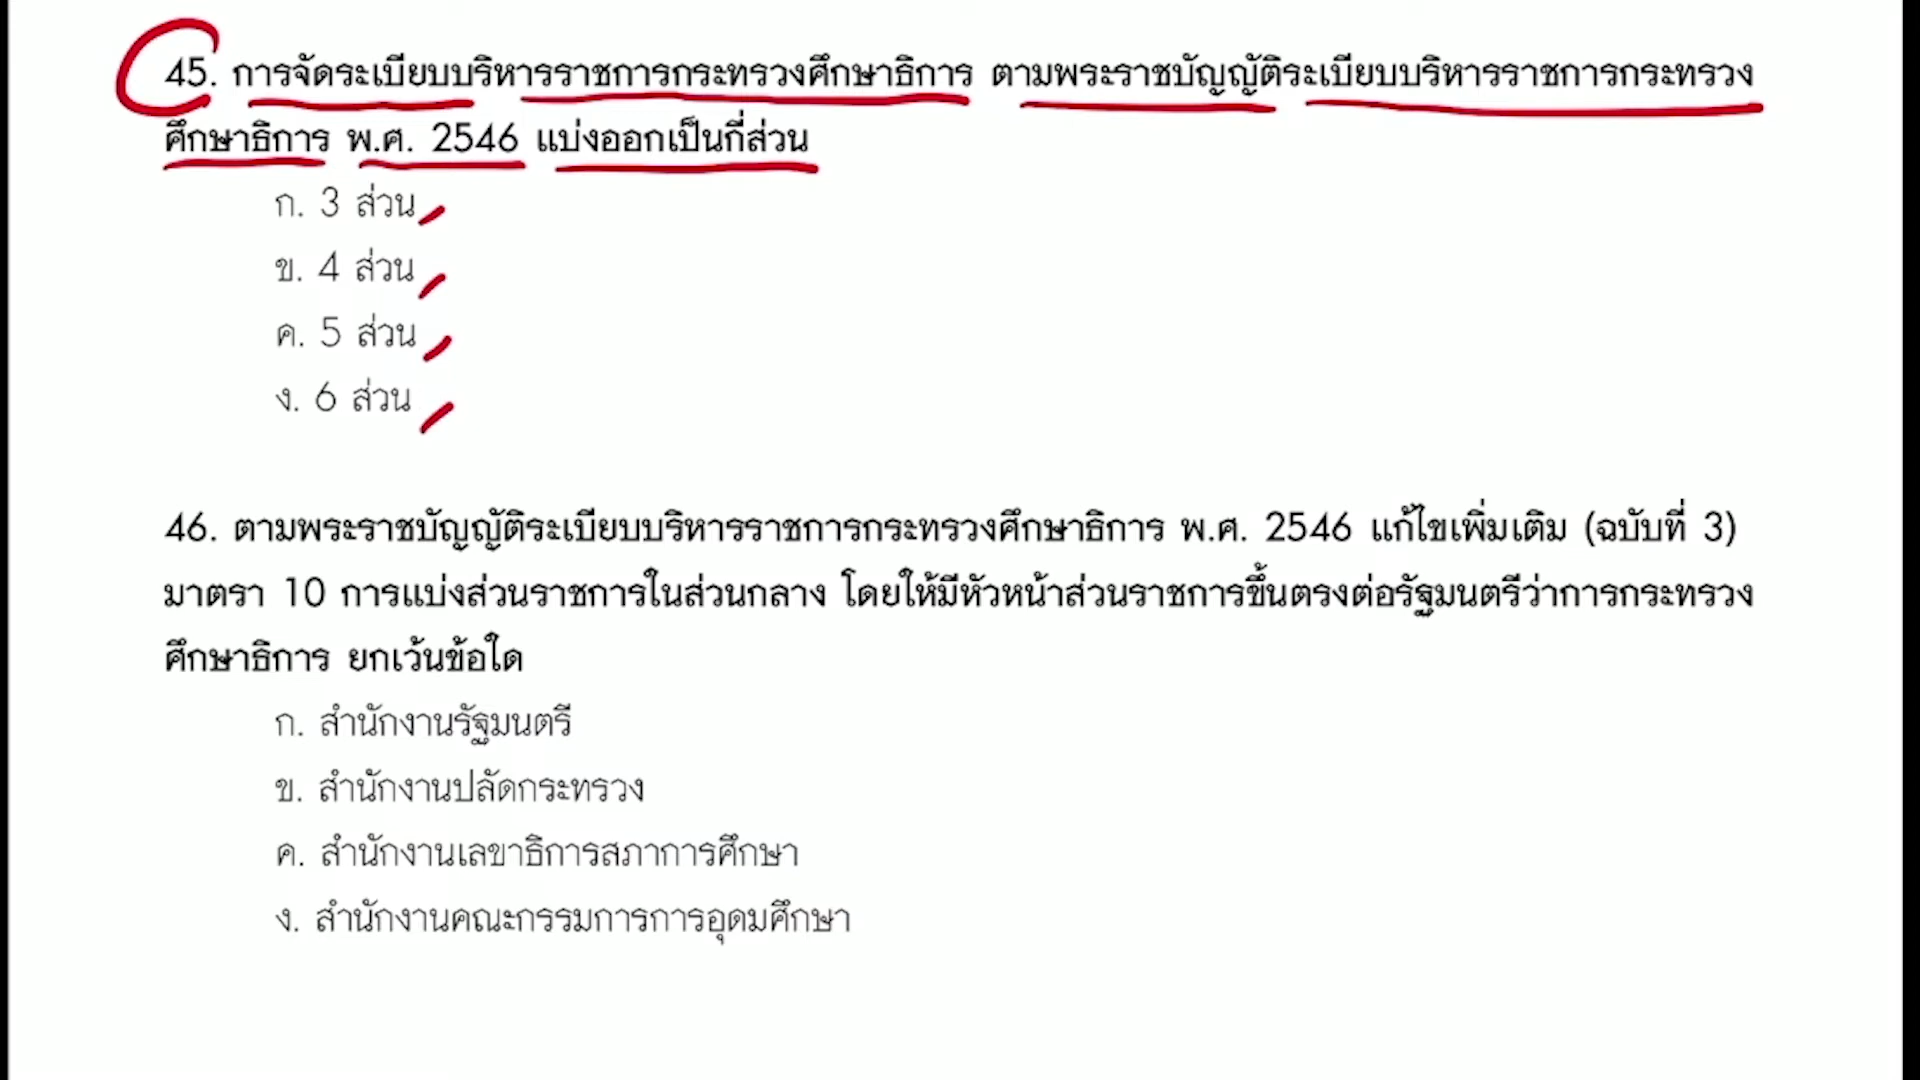 45. การจัดระเบียบบริหารราชการกระทรวงศึกษาธิการ ตามพระราชบัญญัติระเบียบบริหารราชการกระทรวง
ศึกษาธิการ พ.ศ. 2546 แบ่งออกเป็นกี่ส่วน
ก. 3 ส่วน
ข. 4 ส่วน
ค. 5 ส่วน
ง. 6 ส่วน
46. ตามพระราชบัญญัติระเบียบบริหารราชการกระทรวงศึกษาธิการ พ.ศ. 2546 แก้ไขเพิ่มเติม (ฉบับที่ 3)
มาตรา 10 การแบ่งส่วนราชการในส่วนกลาง โดยให้มีหัวหน้าส่วนราชการขึ้นตรงต่อรัฐมนตรีว่าการกระทรวง
ศึกษาธิการ ยกเว้นข้อใด
ก. สำนักงานรัฐมนตรี
ข. สำนักงานปลัดกระทรวง
ค. สำนักงานเลขาธิการสภาการศึกษา
ง. สำนักงานคณะกรรมการการอุดมศึกษา